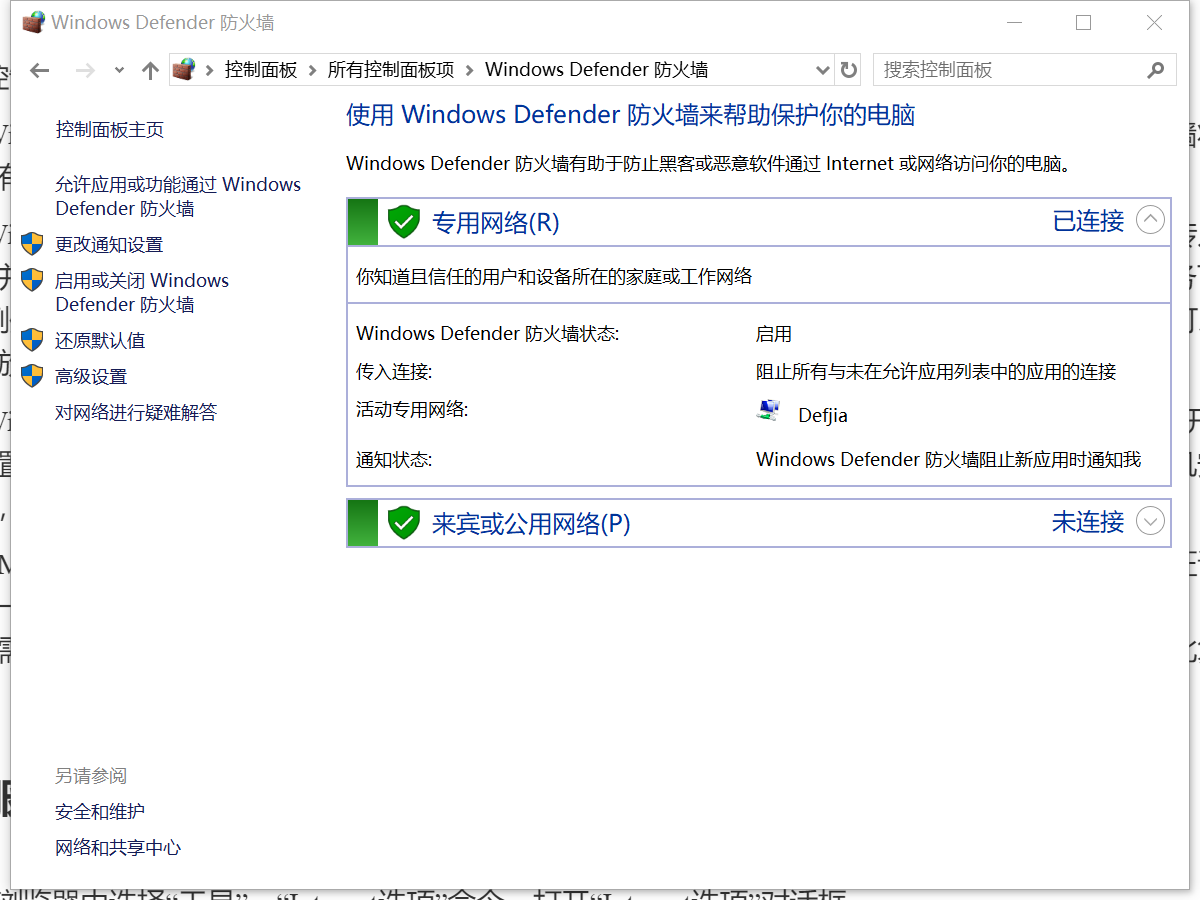 Windows Defender 防火墙
控制面板 所有控制面板项 Windows Defender 防火墙
搜索控制面板
控制面板主页
允许应用或功能通过 Windows
Defender 防火墙
更改通知设置
启用或关闭 Windows
Defender 防火墙
还原默认值
高级设置
对网络进行疑难解答
使用 Windows Defender 防火墙来帮助保护你的电脑
Windows Defender 防火墙有助于防止黑客或恶意软件通过 Internet 或网络访问你的电脑。
专用网络(R) 已连接
你知道且信任的用户和设备所在的家庭或工作网络
Windows Defender 防火墙状态: 启用
传入连接: 阻止所有与未在允许应用列表中的应用的连接
活动专用网络: Defjia
通知状态: Windows Defender 防火墙阻止新应用时通知我
来宾或公用网络(P) 未连接
另请参阅
安全和维护
网络和共享中心